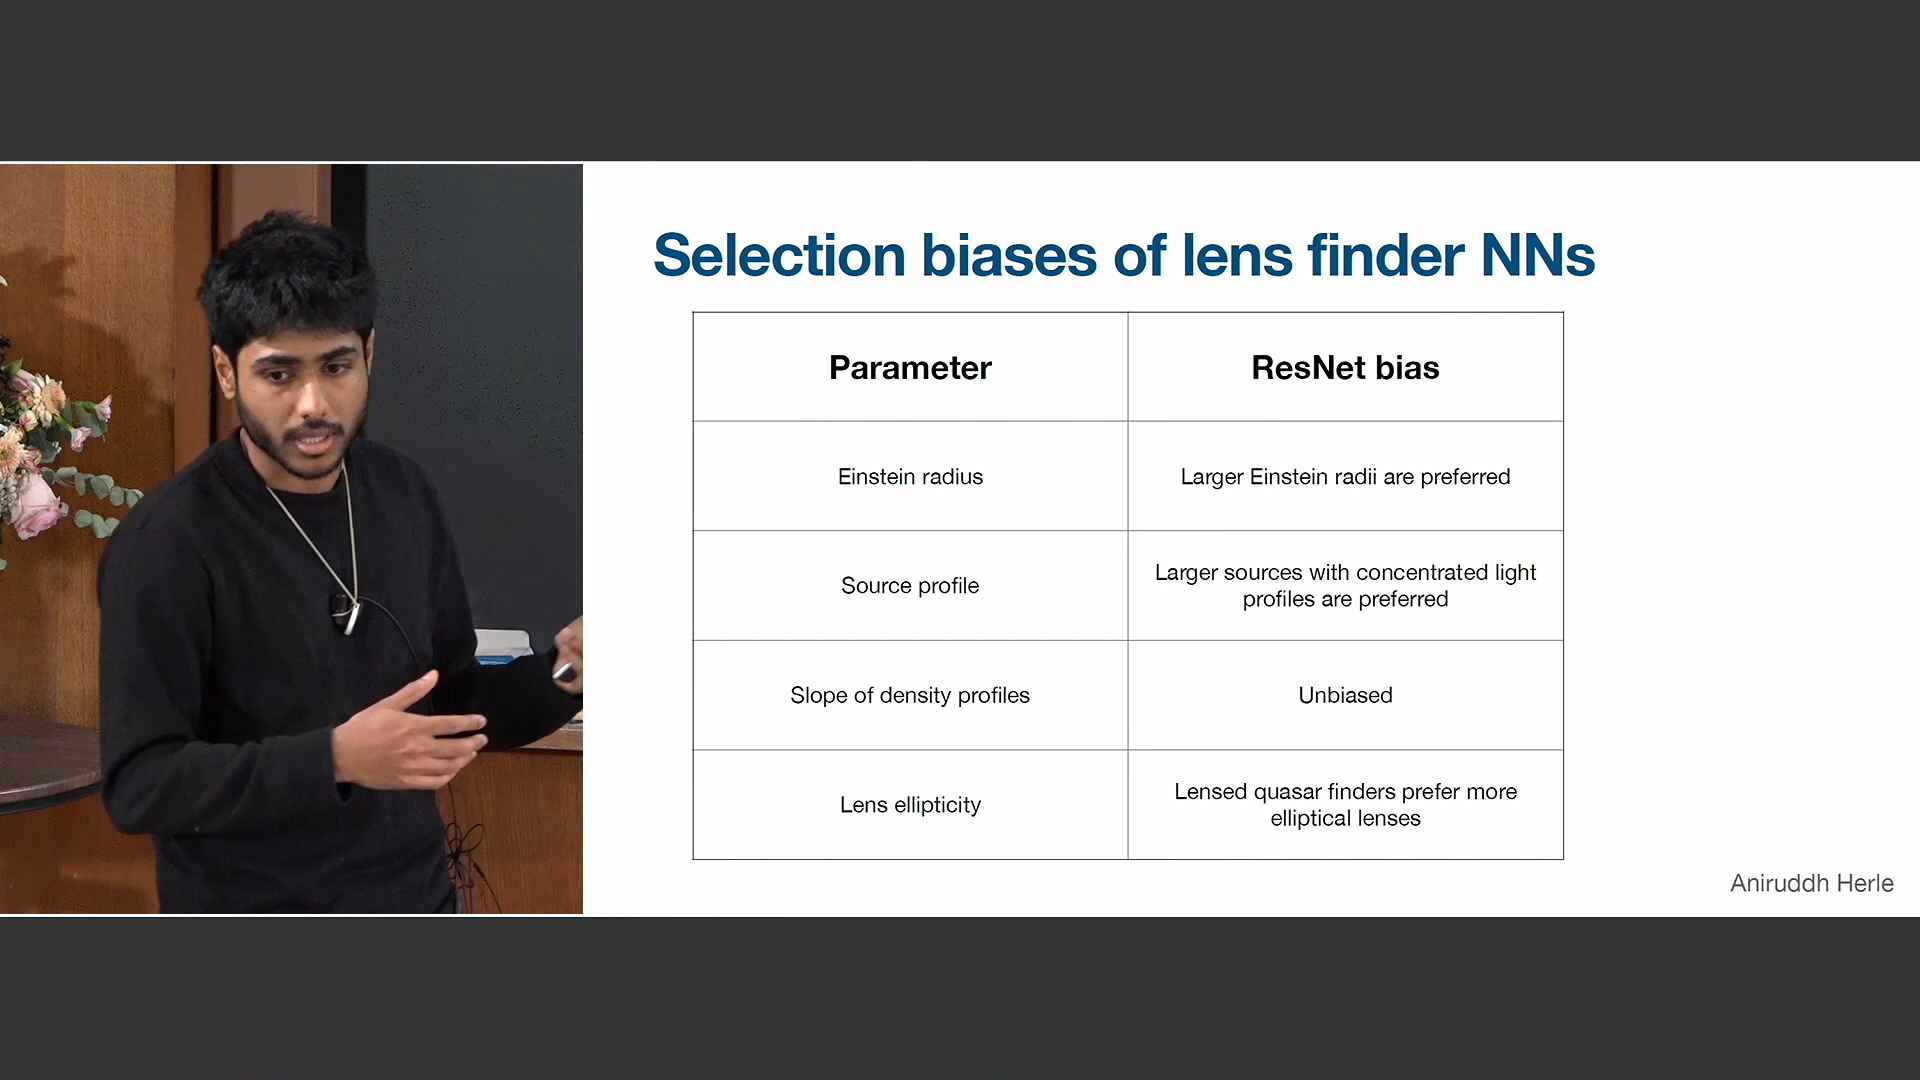 Selection biases of lens finder NNs
Parameter
ResNet bias
Einstein radius
Larger Einstein radii are preferred
Source profile
Larger sources with concentrated light
profiles are preferred
Slope of density profiles
Unbiased
Lens ellipticity
Lensed quasar finders prefer more
elliptical lenses
Aniruddh Herle